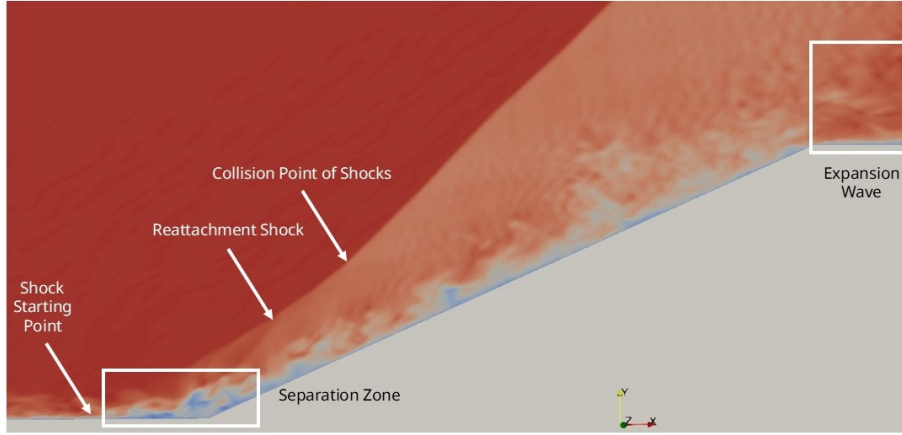 Collision Point of Shocks
Reattachment Shock
Shock
Starting
Point
Separation Zone
Expansion
Wave
Y
Z
X